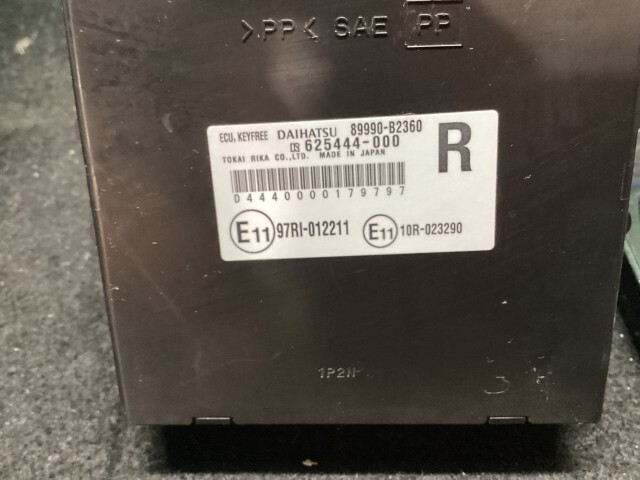 >PP< SAE PP
ECU, KEYFREE DAIHATSU 89990-B2360
DS 625444-000 R
TOKAI RIKA CO.,LTD. MADE IN JAPAN
D4440000179797
E11 97RI-012211 E11 10R-023290
1P2N